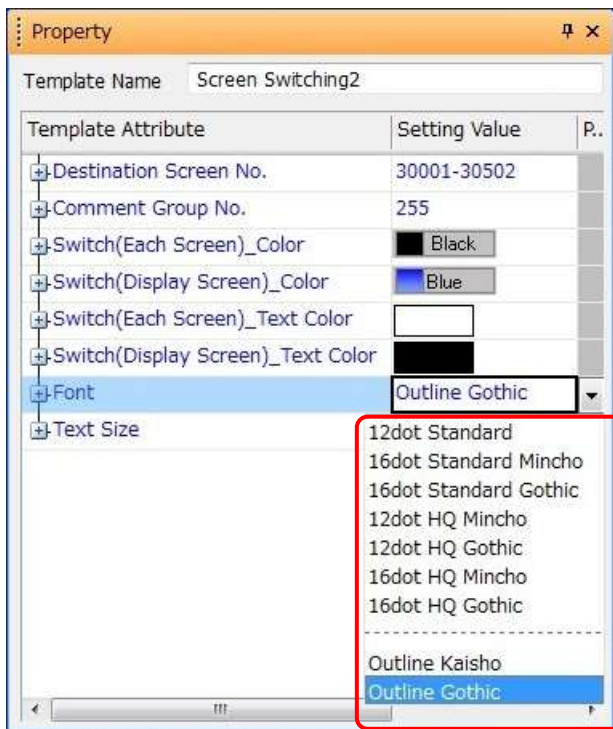 Property
Template Name Screen Switching2
Template Attribute Setting Value P..
Destination Screen No. 30001-30502
Comment Group No. 255
Switch(Each Screen)_Color Black
Switch(Display Screen)_Color Blue
Switch(Each Screen)_Text Color
Switch(Display Screen)_Text Color
Font Outline Gothic
Text Size
12dot Standard
16dot Standard Mincho
16dot Standard Gothic
12dot HQ Mincho
12dot HQ Gothic
16dot HQ Mincho
16dot HQ Gothic
Outline Kaisho
Outline Gothic